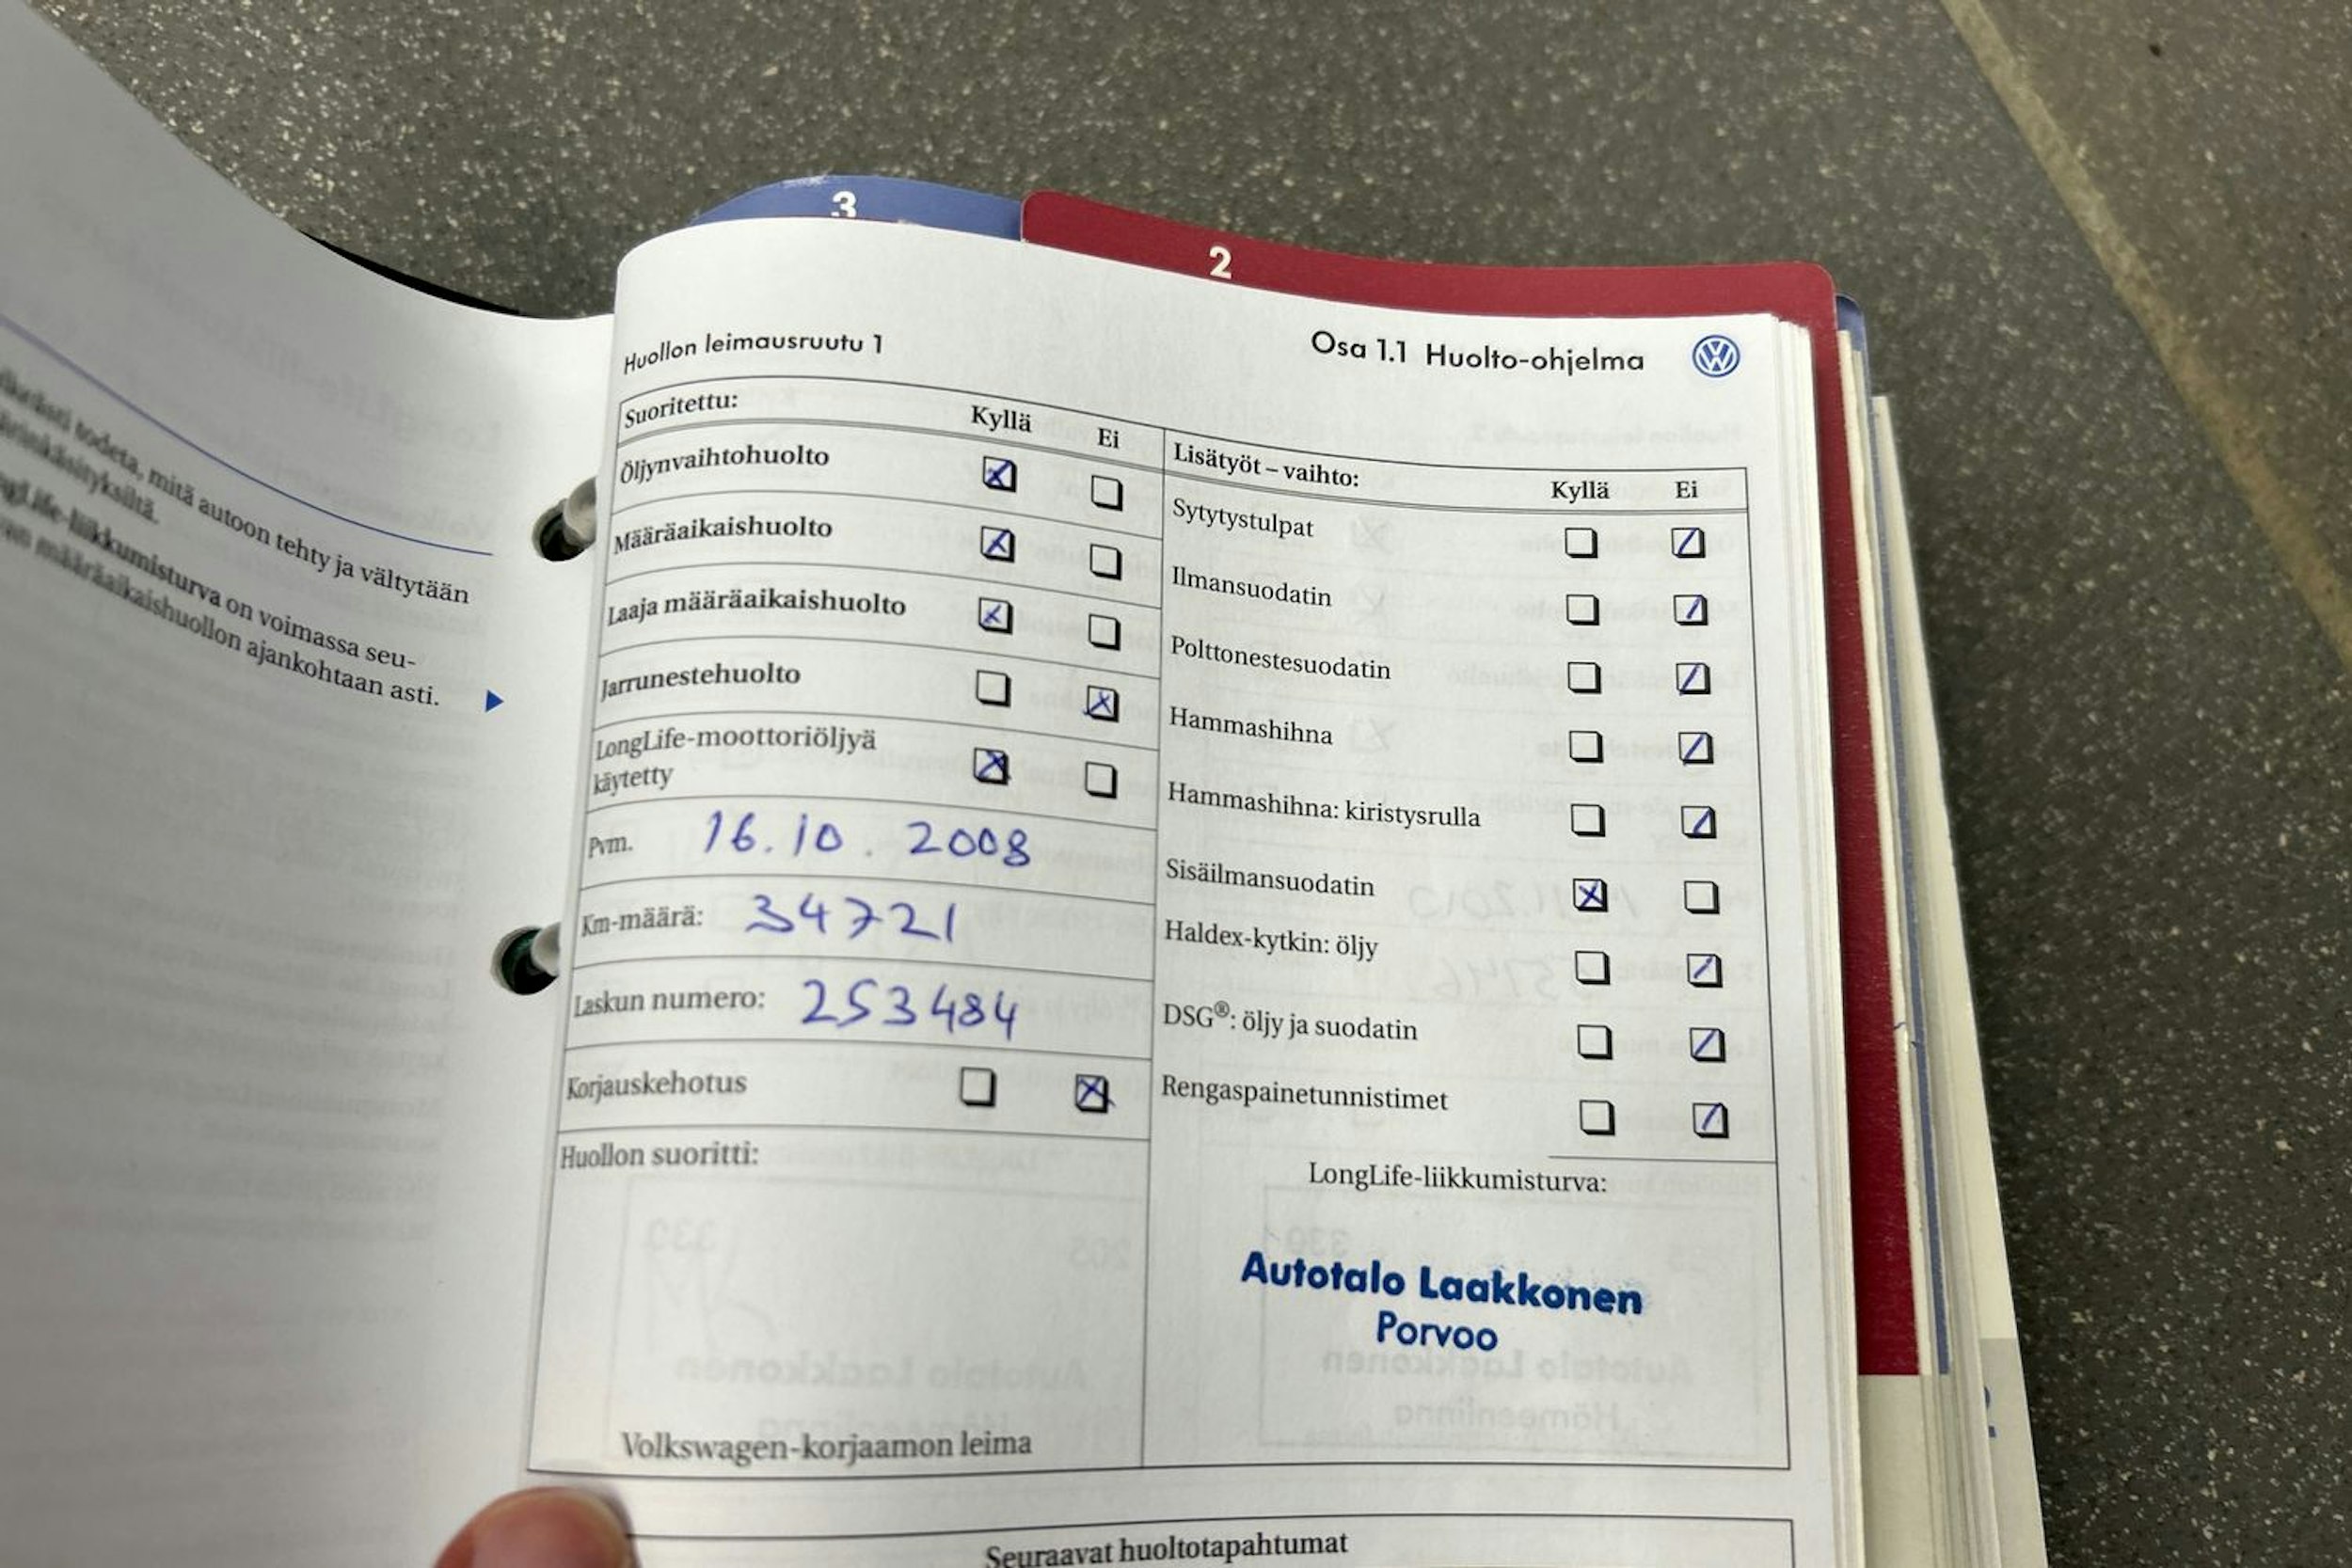 3
2
todeta, mitä autoon tehty ja vältytään
-liikkumisturva on voimassa seu-
määräaikaishuollon ajankohtaan asti.
Huollon leimausruutu 1
Osa 1.1 Huolto-ohjelma
Suoritettu:
Kyllä
Ei
Öljynvaihtohuolto
Määräaikaishuolto
Laaja määräaikaishuolto
Jarrunestehuolto
LongLife-moottoriöljyä
käytetty
Pvm. 16.10.2008
Km-määrä: 34721
Laskun numero: 253484
Korjauskehotus
Huollon suoritti:
Volkswagen-korjaamon leima
Lisätyöt – vaihto:
Kyllä
Ei
Sytytystulpat
Ilmansuodatin
Polttonestesuodatin
Hammashihna
Hammashihna: kiristysrulla
Sisäilmansuodatin
Haldex-kytkin: öljy
DSG®: öljy ja suodatin
Rengaspainetunnistimet
LongLife-liikkumisturva:
Autotalo Laakkonen
Porvoo
Seuraavat huoltotapahtumat